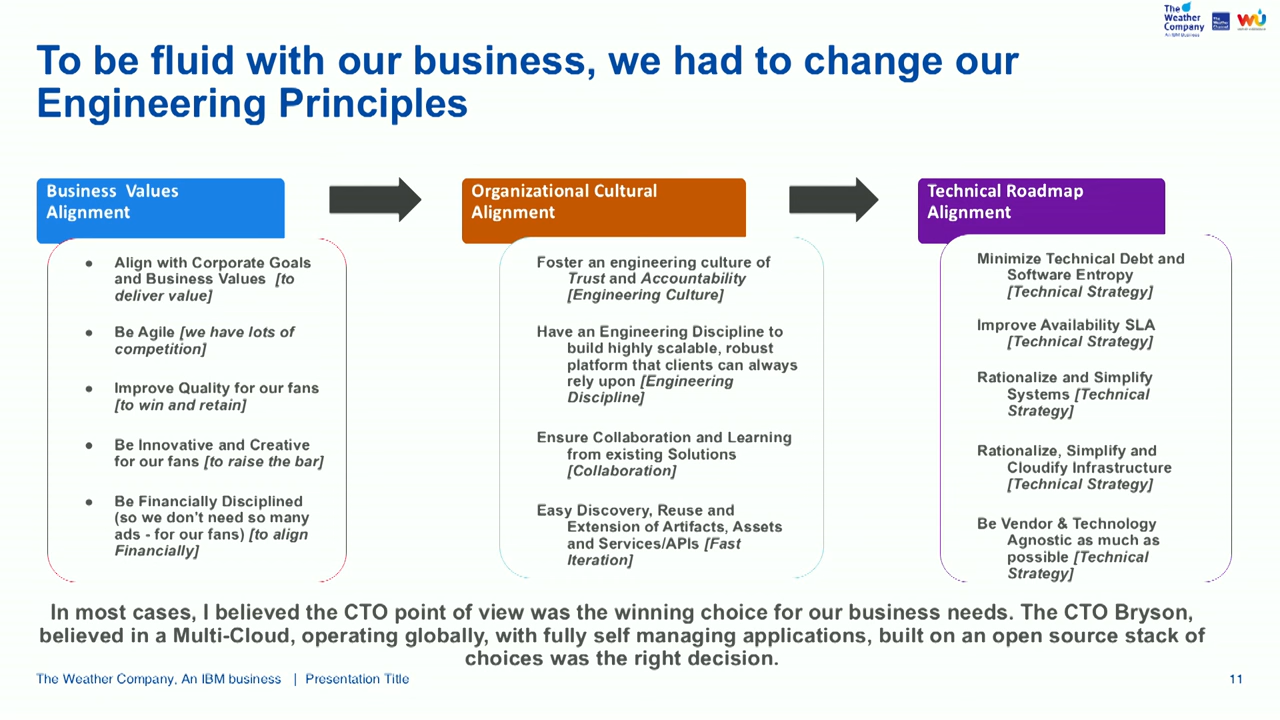 The
Weather
Company
An IBM Business
To be fluid with our business, we had to change our
Engineering Principles
Business Values
Alignment
● Align with Corporate Goals
and Business Values [to
deliver value]
● Be Agile [we have lots of
competition]
● Improve Quality for our fans
[to win and retain]
● Be Innovative and Creative
for our fans [to raise the bar]
● Be Financially Disciplined
(so we don't need so many
ads - for our fans) [to align
Financially]
Organizational Cultural
Alignment
Foster an engineering culture of
Trust and Accountability
[Engineering Culture]
Have an Engineering Discipline to
build highly scalable, robust
platform that clients can always
rely upon [Engineering
Discipline]
Ensure Collaboration and Learning
from existing Solutions
[Collaboration]
Easy Discovery, Reuse and
Extension of Artifacts, Assets
and Services/APIs [Fast
Iteration]
Technical Roadmap
Alignment
Minimize Technical Debt and
Software Entropy
[Technical Strategy]
Improve Availability SLA
[Technical Strategy]
Rationalize and Simplify
Systems [Technical
Strategy]
Rationalize, Simplify and
Cloudify Infrastructure
[Technical Strategy]
Be Vendor & Technology
Agnostic as much as
possible [Technical
Strategy]
In most cases, I believed the CTO point of view was the winning choice for our business needs. The CTO Bryson,
believed in a Multi-Cloud, operating globally, with fully self managing applications, built on an open source stack of
choices was the right decision.
The Weather Company, An IBM business | Presentation Title
11